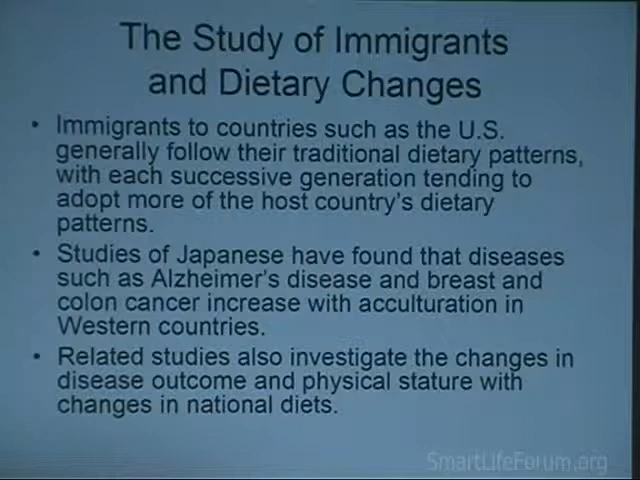 The Study of Immigrants
and Dietary Changes
• Immigrants to countries such as the U.S.
generally follow their traditional dietary patterns,
with each successive generation tending to
adopt more of the host country's dietary
patterns.
• Studies of Japanese have found that diseases
such as Alzheimer's disease and breast and
colon cancer increase with acculturation in
Western countries.
• Related studies also investigate the changes in
disease outcome and physical stature with
changes in national diets.
SmartLifeForum.org